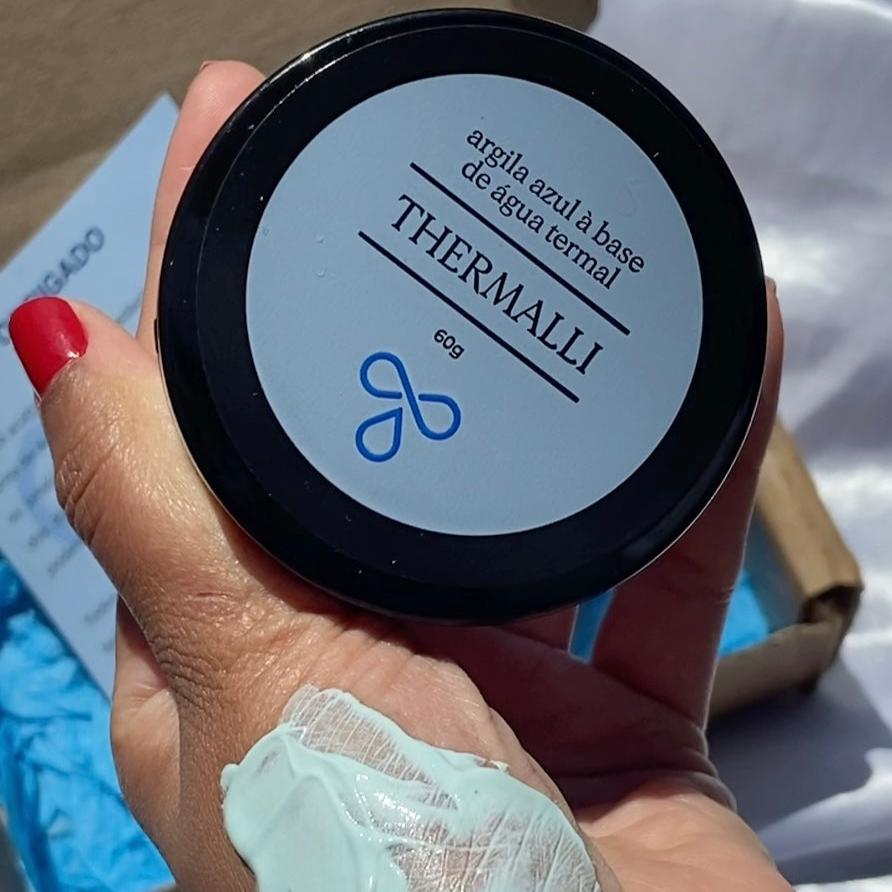 argila azul à base
de água termal
THERMALLI
60g